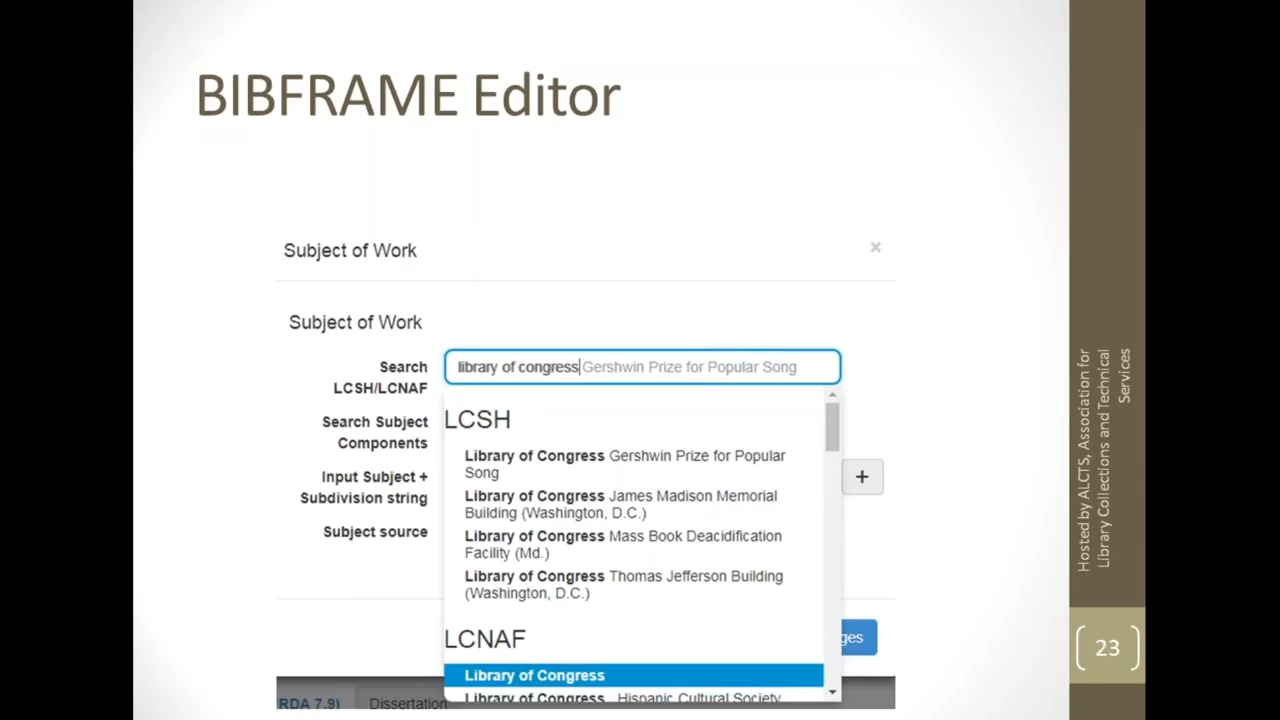 BIBFRAME Editor
Subject of Work
×
Subject of Work
Search
LCSH/LCNAF
library of congress Gershwin Prize for Popular Song
Search Subject
Components
Input Subject +
Subdivision string
+
Subject source
LCSH
Library of Congress Gershwin Prize for Popular
Song
Library of Congress James Madison Memorial
Building (Washington, D.C.)
Library of Congress Mass Book Deacidification
Facility (Md.)
Library of Congress Thomas Jefferson Building
(Washington, D.C.)
LCNAF
Library of Congress
Library of Congress. Hispanic Cultural Society
ges
RDA 7.9)
Dissertation
Hosted by ALCTS, Association for
Library Collections and Technical
Services
23